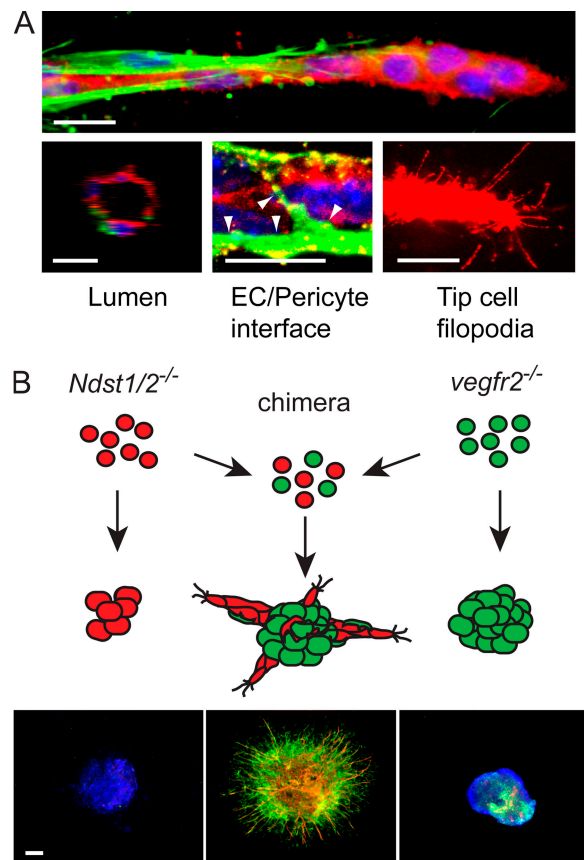 A
Lumen
EC/Pericyte
interface
Tip cell
filopodia
B
Ndst1/2-/-
chimera
vegfr2-/-